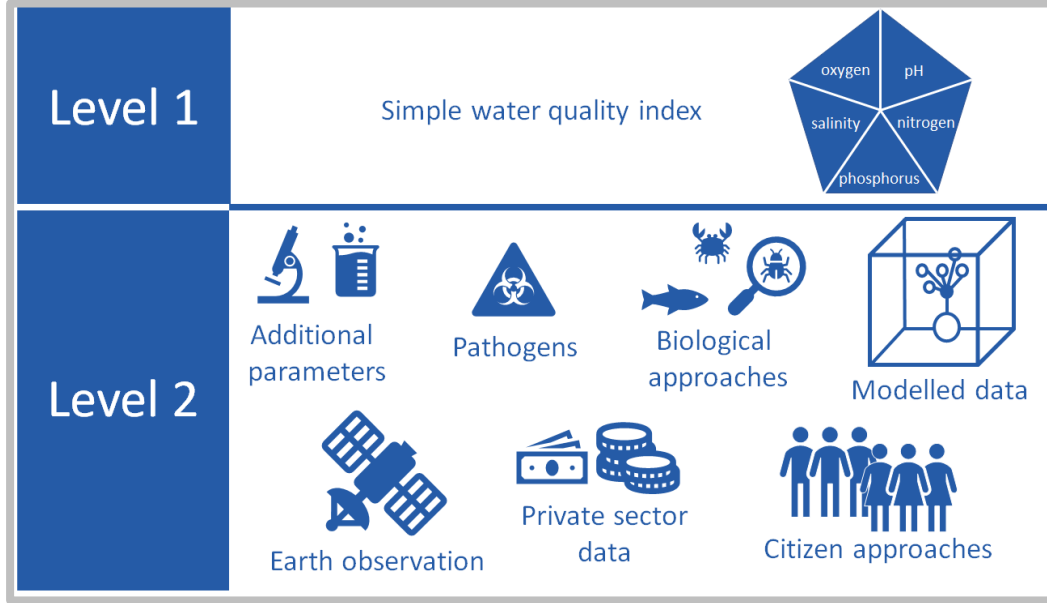 Level 1
Simple water quality index
oxygen
pH
salinity
nitrogen
phosphorus
Level 2
Additional
parameters
Pathogens
Biological
approaches
Modelled data
Earth observation
Private sector
data
Citizen approaches